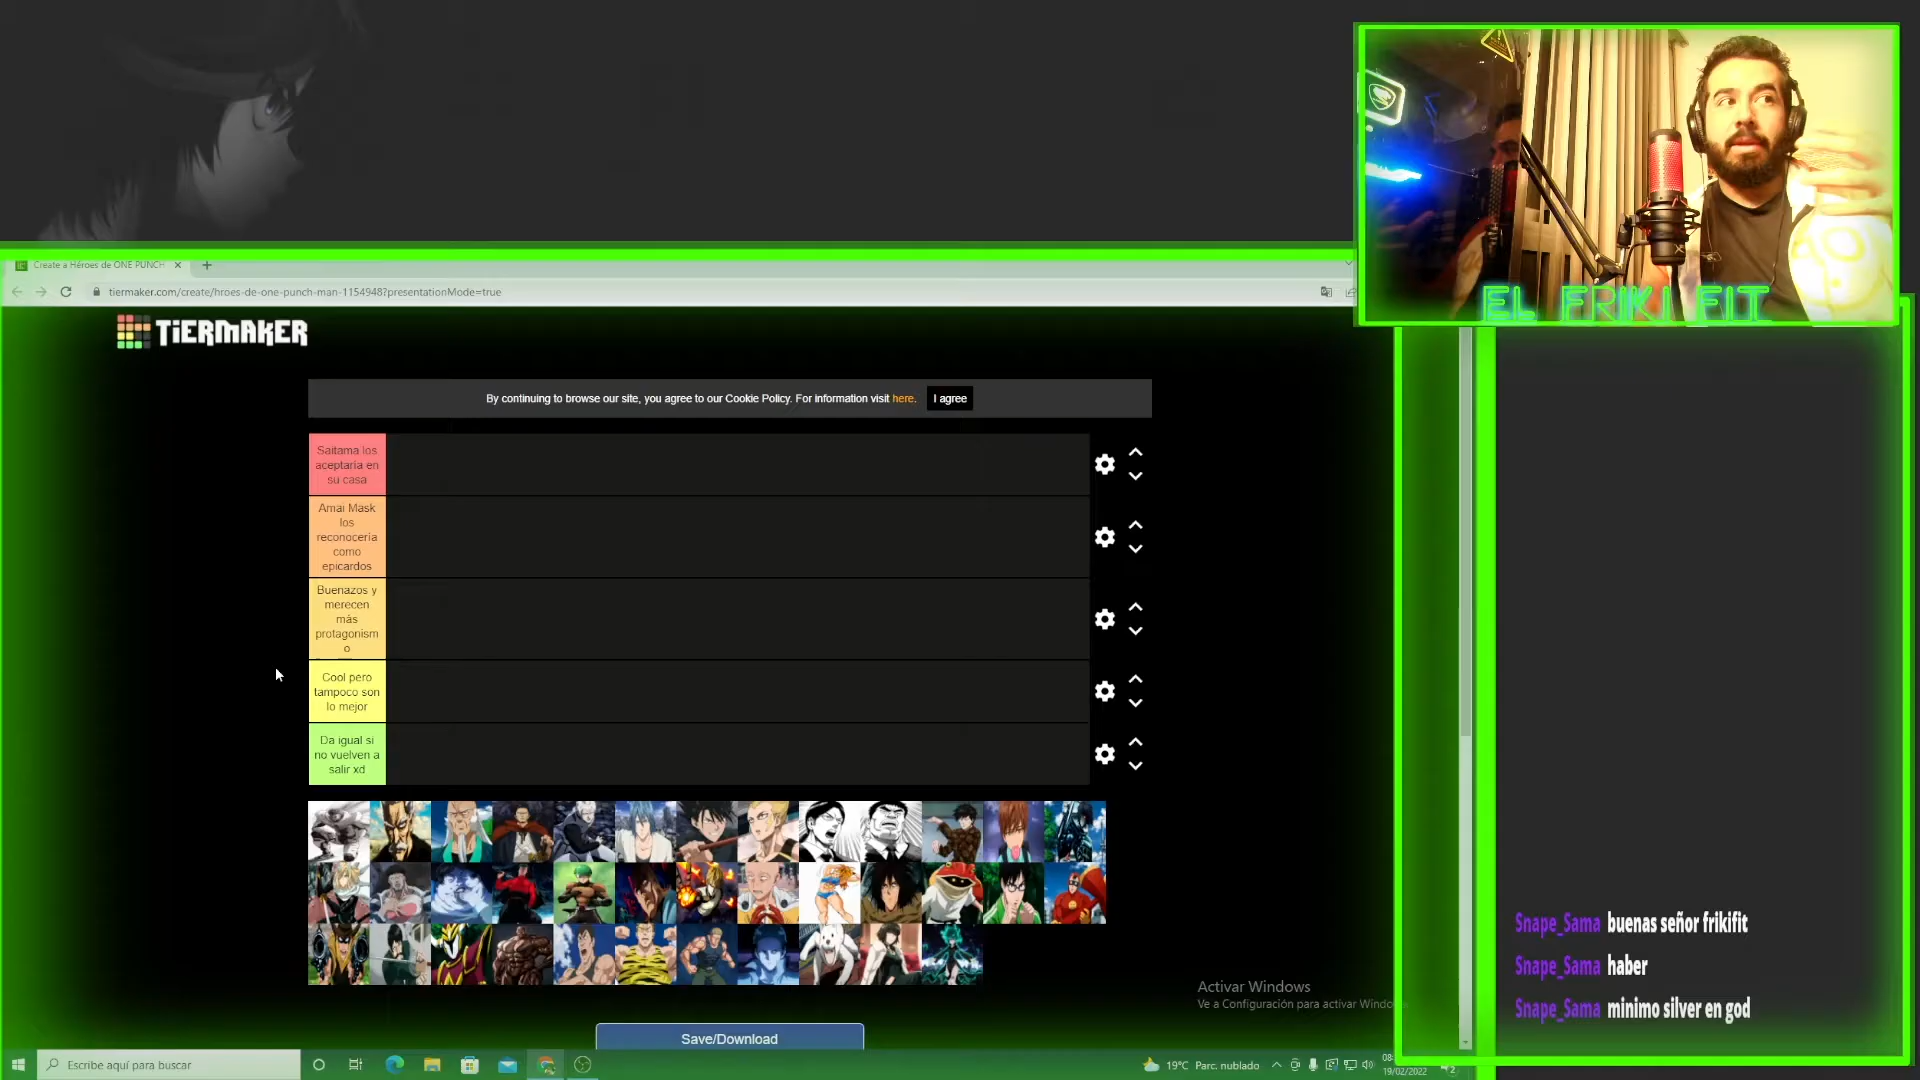 Create a Héroes de ONE PUNCH
tiermaker.com/create/hroes-de-one-punch-man-1154948?presentationMode=true
TiERMAKER
By continuing to browse our site, you agree to our Cookie Policy. For information visit here.
I agree
Saitama los
aceptaría en
su casa
Amai Mask
los
reconocería
como
epicardos
Buenazos y
merecen
más
protagonism
o
Cool pero
tampoco son
lo mejor
Da igual si
no vuelven a
salir xd
Save/Download
Activar Windows
Ve a Configuración para activar Windo
EL FRIKI FIT
Snape_Sama buenas señor frikifit
Snape_Sama haber
Snape_Sama minimo silver en god
Escribe aquí para buscar
19°C Parc. nublado
08:
19/02/2022
2